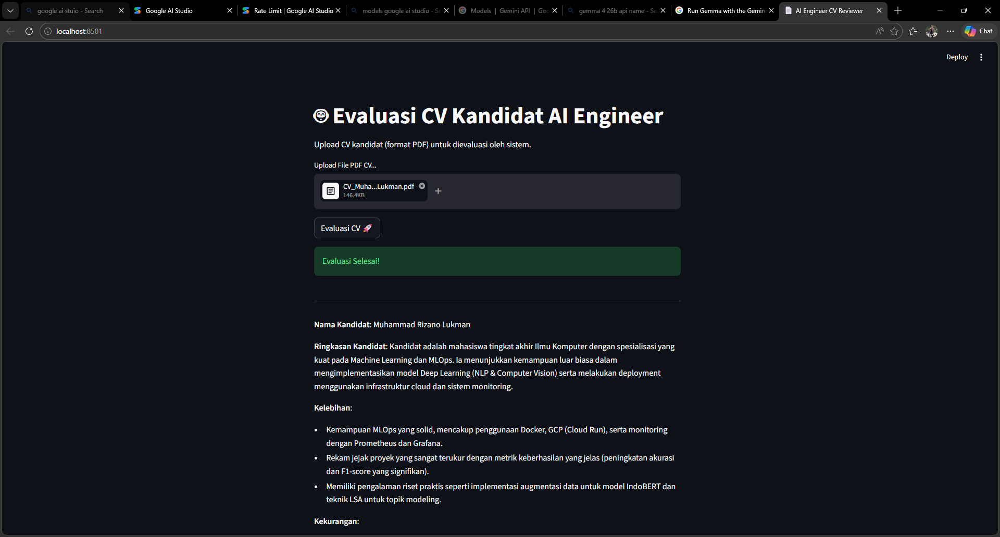 google ai stuio - Search
Google AI Studio
Rate Limit | Google AI Studio
models google ai studio - Se
Models | Gemini API | Goo
gemma 4 26b api name - Se
Run Gemma with the Gemini
AI Engineer CV Reviewer
localhost:8501
Chat
Deploy
Evaluasi CV Kandidat AI Engineer
Upload CV kandidat (format PDF) untuk dievaluasi oleh sistem.
Upload File PDF CV...
CV_Muha...Lukman.pdf
146.4KB
Evaluasi CV 🚀
Evaluasi Selesai!
Nama Kandidat: Muhammad Rizano Lukman
Ringkasan Kandidat: Kandidat adalah mahasiswa tingkat akhir Ilmu Komputer dengan spesialisasi yang
kuat pada Machine Learning dan MLOps. Ia menunjukkan kemampuan luar biasa dalam
mengimplementasikan model Deep Learning (NLP & Computer Vision) serta melakukan deployment
menggunakan infrastruktur cloud dan sistem monitoring.
Kelebihan:
• Kemampuan MLOps yang solid, mencakup penggunaan Docker, GCP (Cloud Run), serta monitoring
dengan Prometheus dan Grafana.
• Rekam jejak proyek yang sangat terukur dengan metrik keberhasilan yang jelas (peningkatan akurasi
dan F1-score yang signifikan).
• Memiliki pengalaman riset praktis seperti implementasi augmentasi data untuk model IndoBERT dan
teknik LSA untuk topik modeling.
Kekurangan: